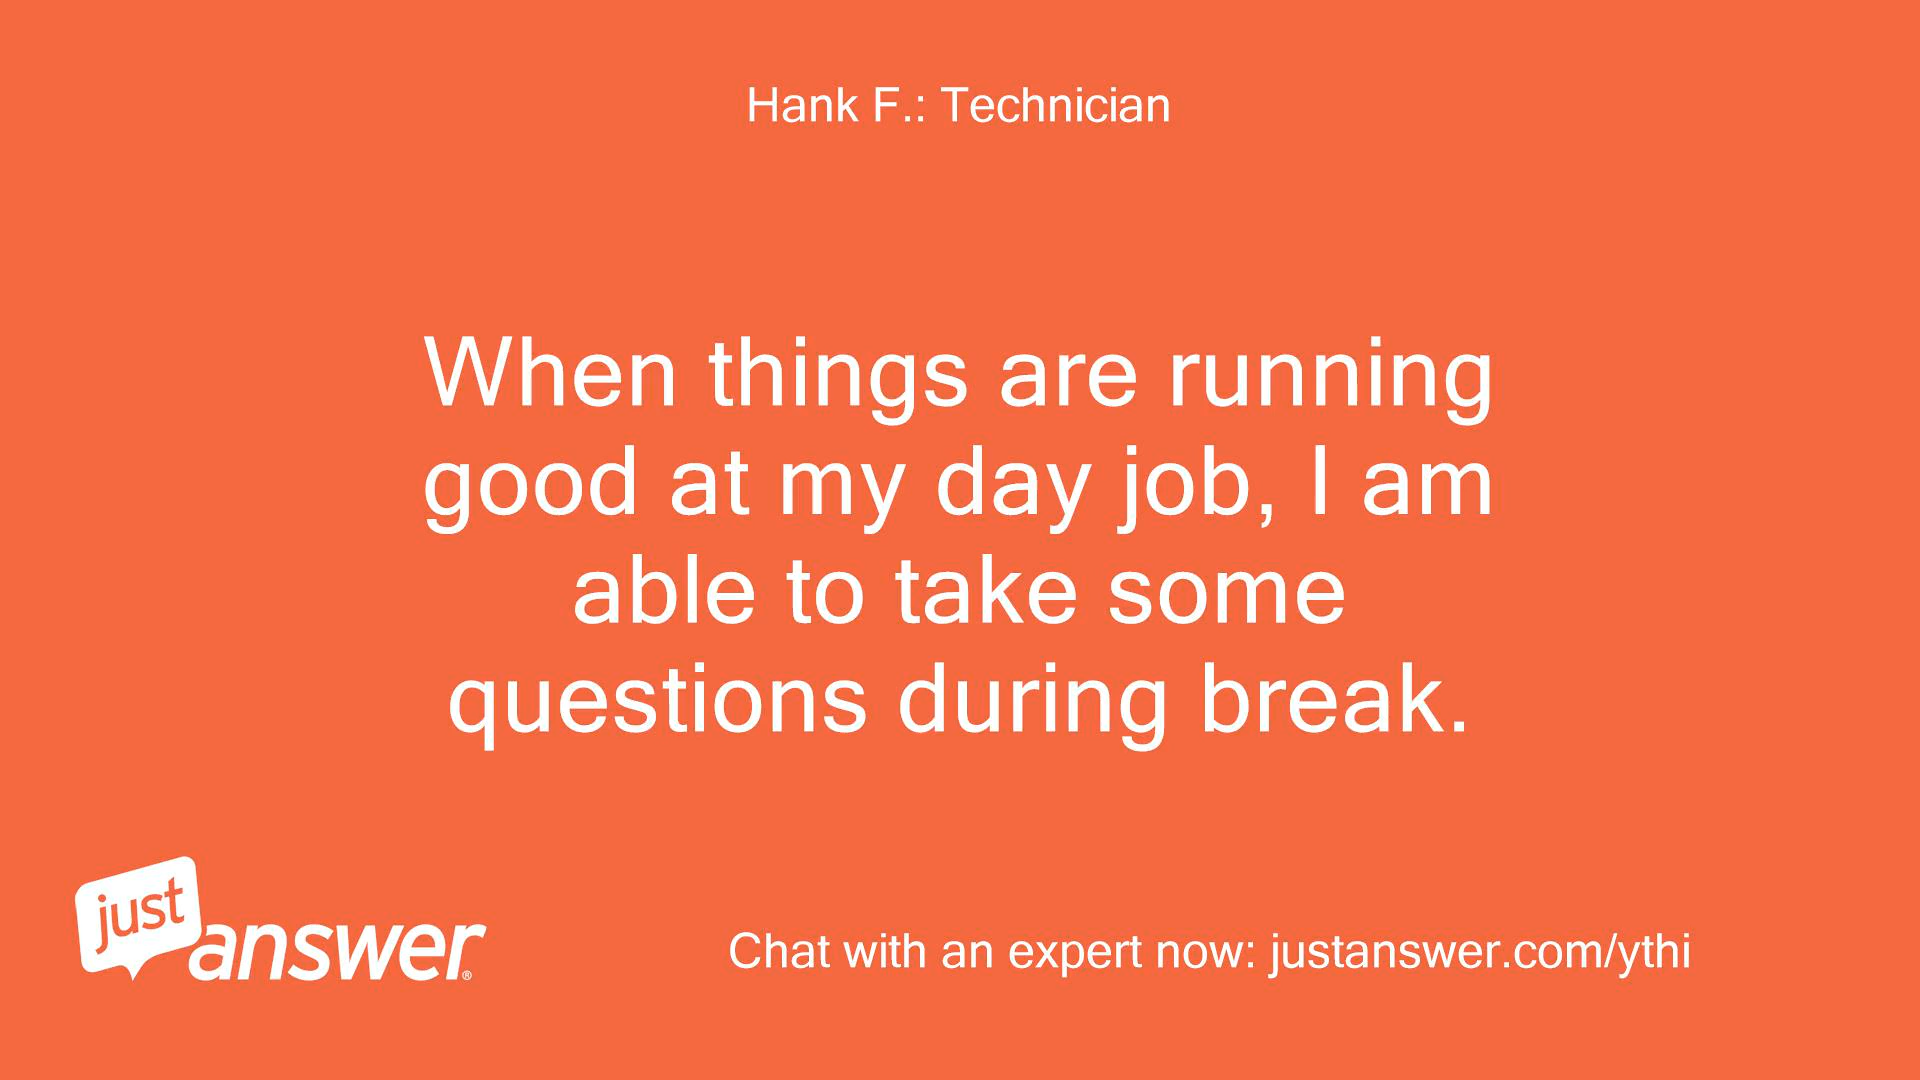 Hank F.: Technician
When things are running
good at my day job, I am
able to take some
questions during break.
just
answer®
Chat with an expert now: justanswer.com/ythi